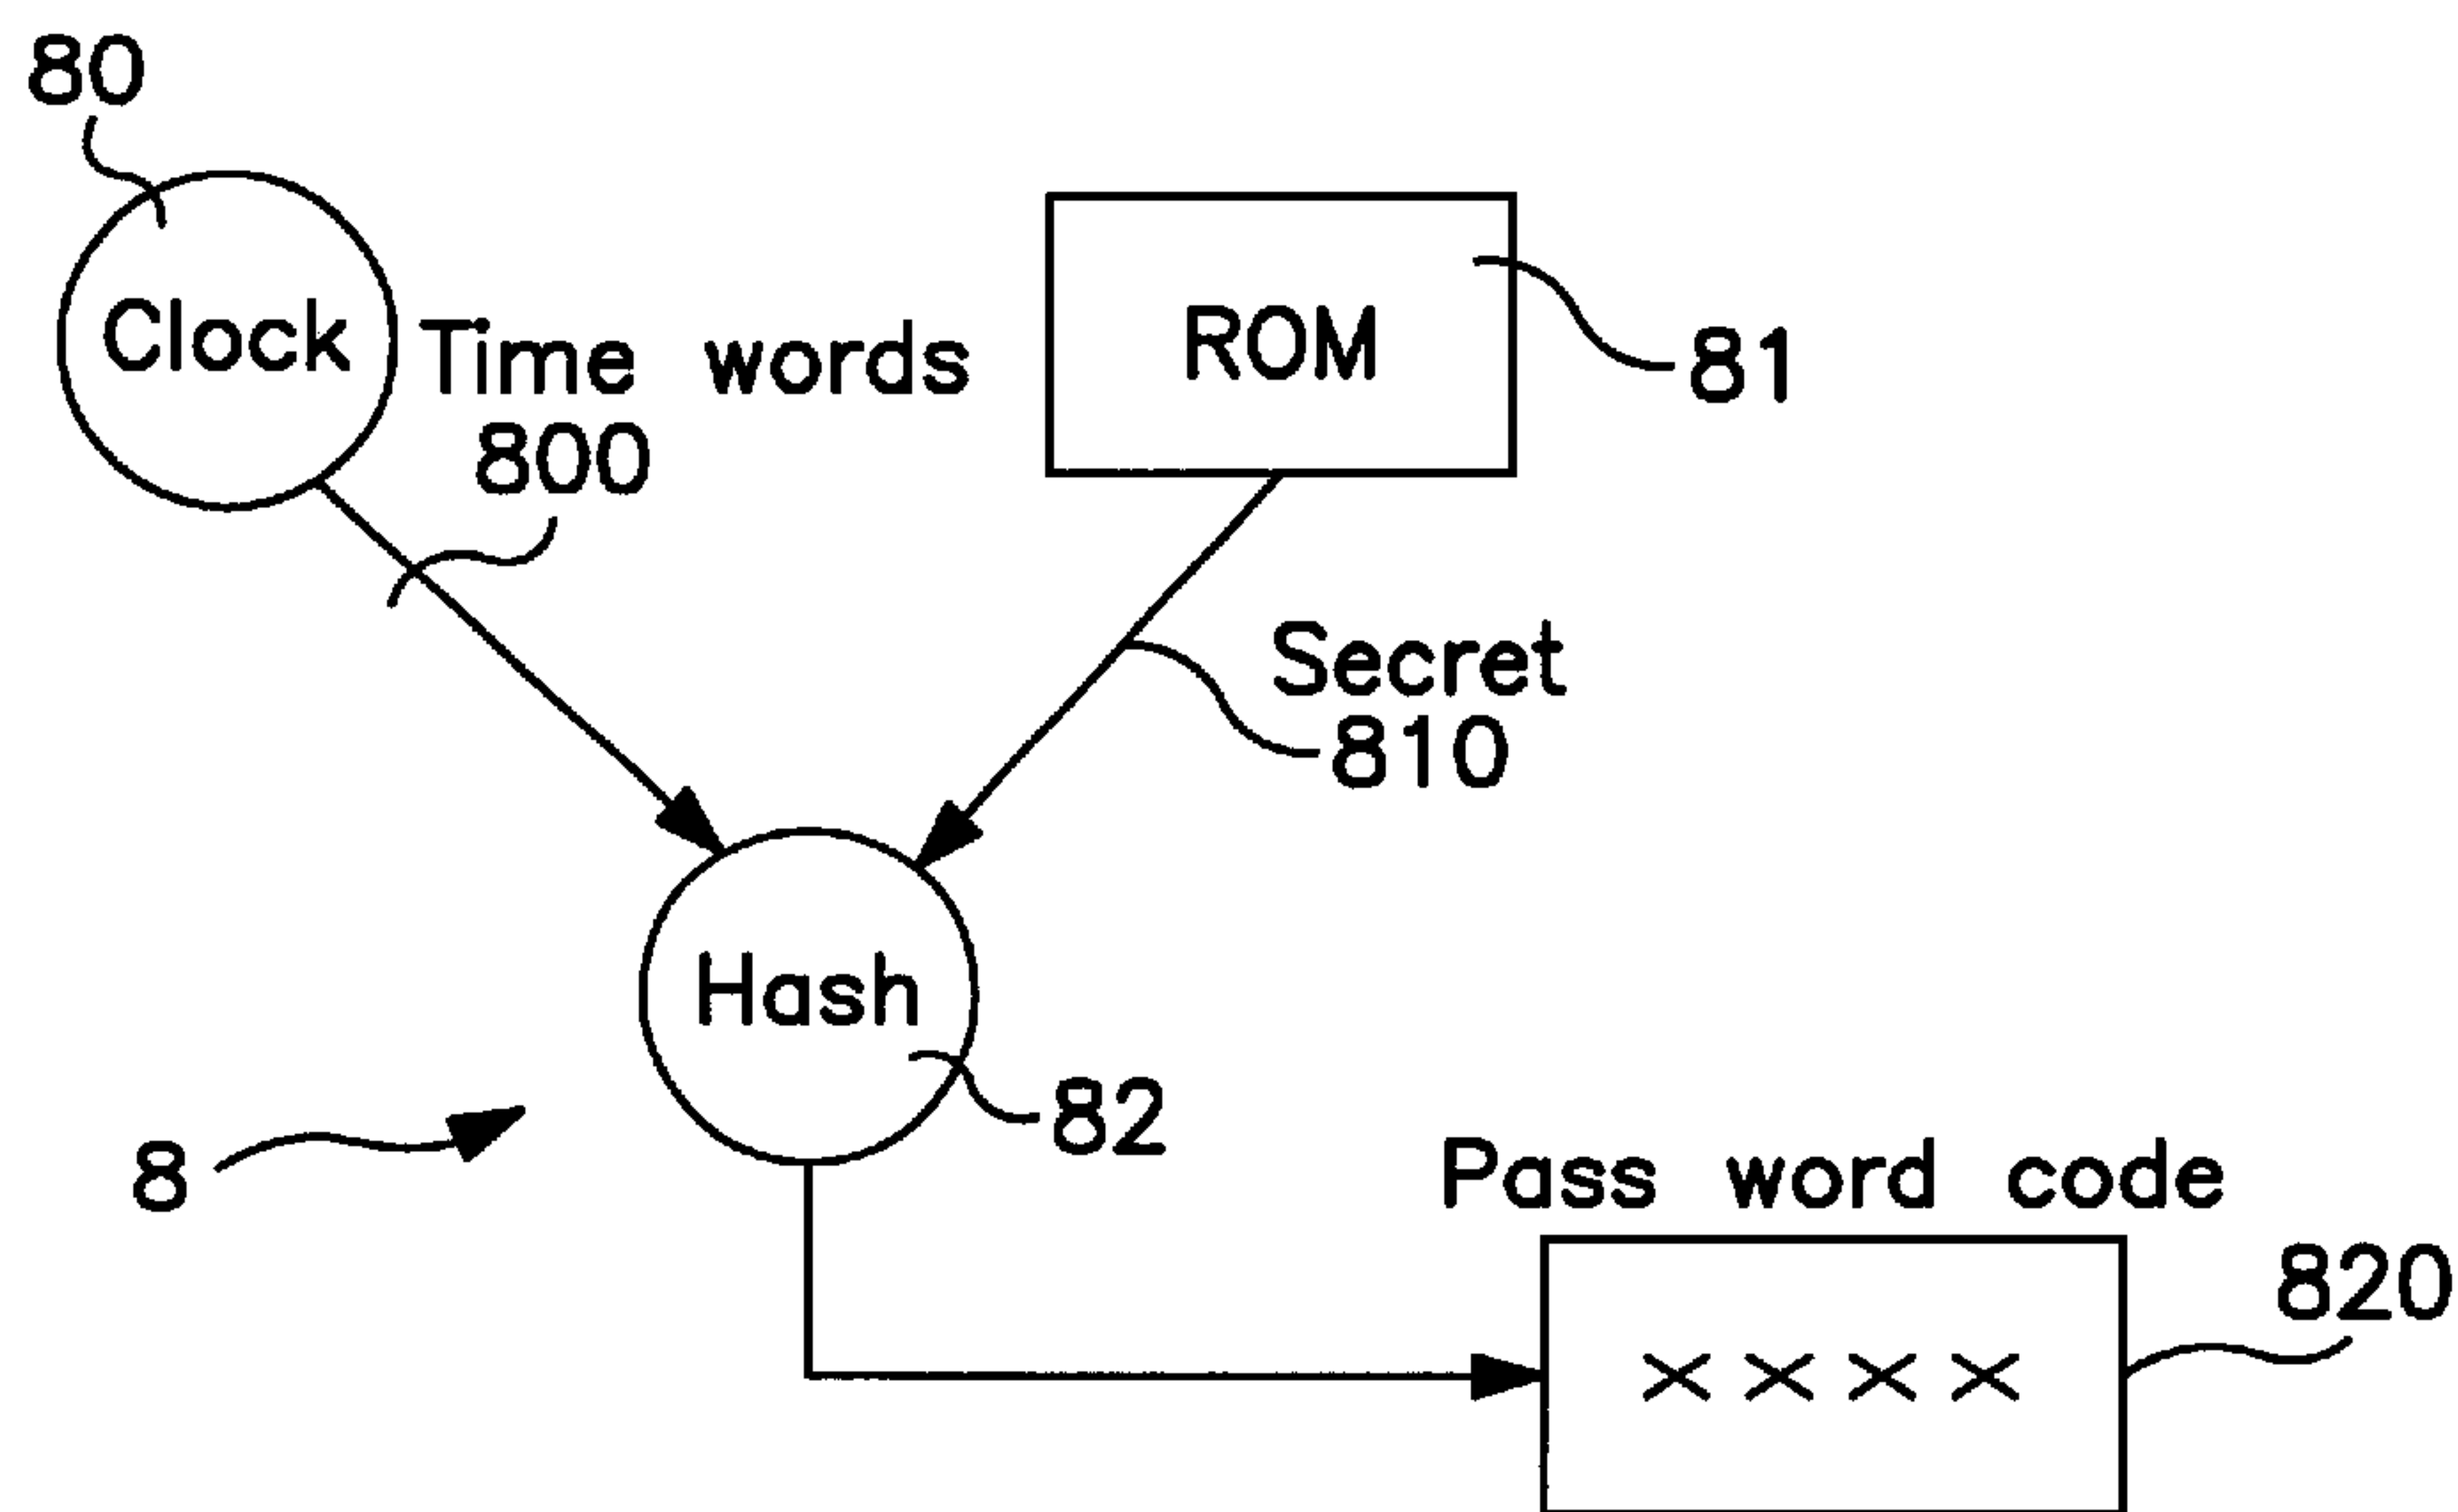 80
Clock
Time words
800
ROM
81
Secret
810
Hash
82
8
Pass word code
820
××××